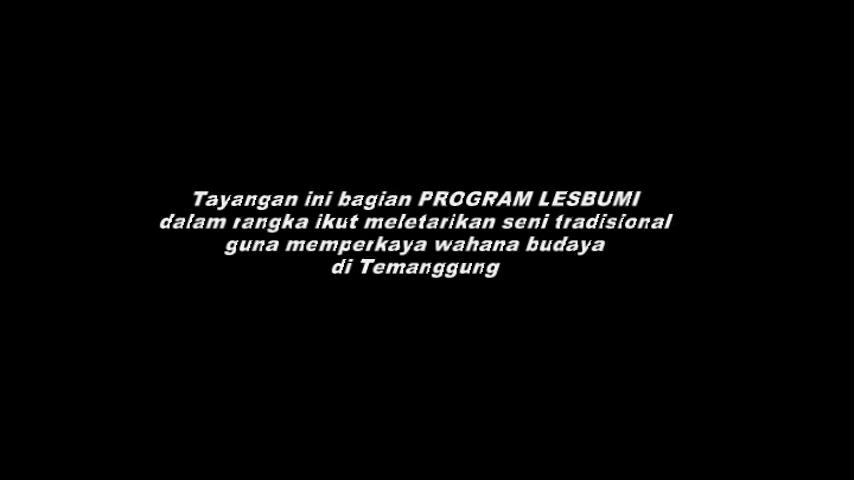 Tayangan ini bagian PROGRAM LESBUMI
dalam rangka ikut meletarikan seni tradisional
guna memperkaya wahana budaya
di Temanggung